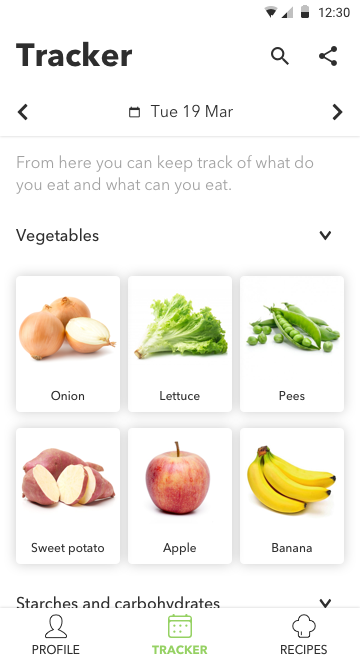 12:30
Tracker
Tue 19 Mar
From here you can keep track of what do
you eat and what can you eat.
Vegetables
Onion
Lettuce
Pees
Sweet potato
Apple
Banana
Starches and carbohydrates
PROFILE
TRACKER
RECIPES